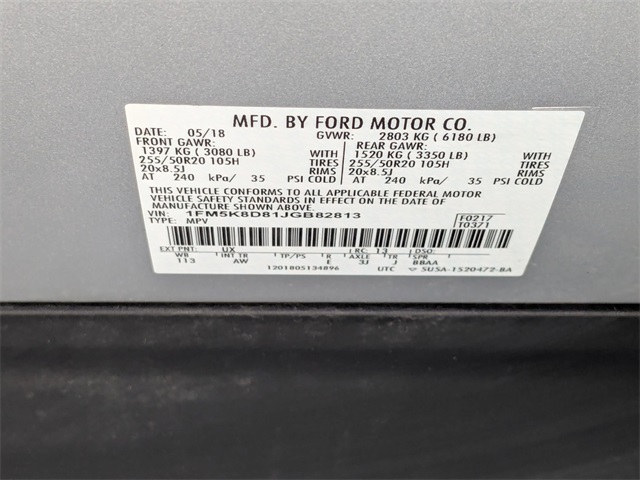 MFD. BY FORD MOTOR CO.
DATE: 05/18 GVWR: 2803 KG ( 6180 LB)
FRONT GAWR: REAR GAWR:
1397 KG ( 3080 LB) WITH 1520 KG ( 3350 LB) WITH
255/50R20 105H TIRES 255/50R20 105H TIRES
20x8.5J RIMS 20x8.5J RIMS
AT 240 kPa/ 35 PSI COLD AT 240 kPa/ 35 PSI COLD
THIS VEHICLE CONFORMS TO ALL APPLICABLE FEDERAL MOTOR
VEHICLE SAFETY STANDARDS IN EFFECT ON THE DATE OF
MANUFACTURE SHOWN ABOVE.
VIN: 1FM5K8D81JGB82813 F0217
TYPE: MPV T0371
EXT PNT: UX RC: 13 DSO:
WB INT TR TP/PS R AXLE TR SPR
113 AW E 3J J BBAA
1201805134896 UTC SU5A-1520472-BA